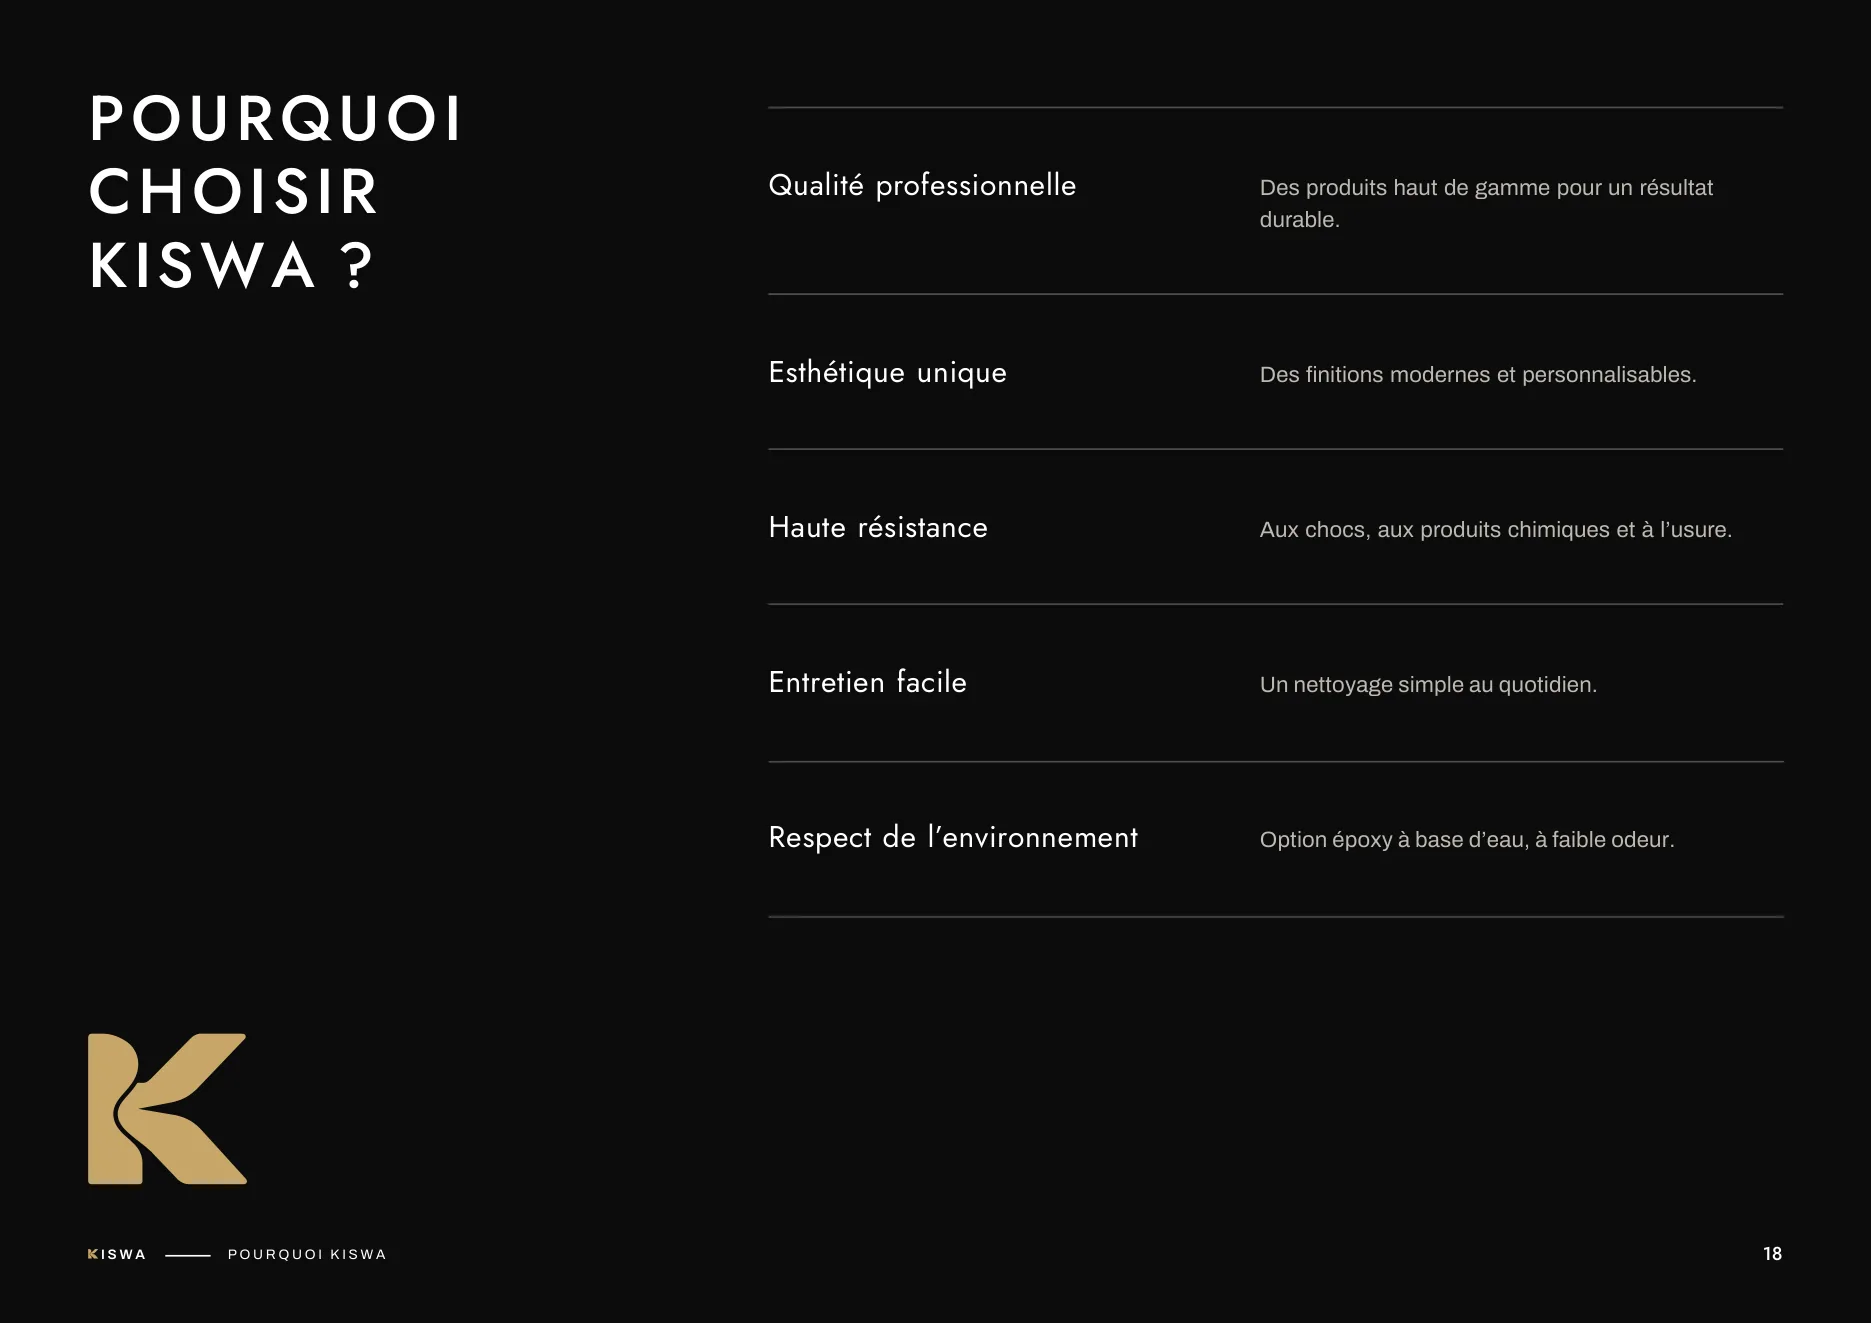 POURQUOI
CHOISIR
KISWA ?
Qualité professionnelle
Des produits haut de gamme pour un résultat
durable.
Esthétique unique
Des finitions modernes et personnalisables.
Haute résistance
Aux chocs, aux produits chimiques et à l’usure.
Entretien facile
Un nettoyage simple au quotidien.
Respect de l’environnement
Option époxy à base d’eau, à faible odeur.
K
KISWA POURQUOI KISWA
18